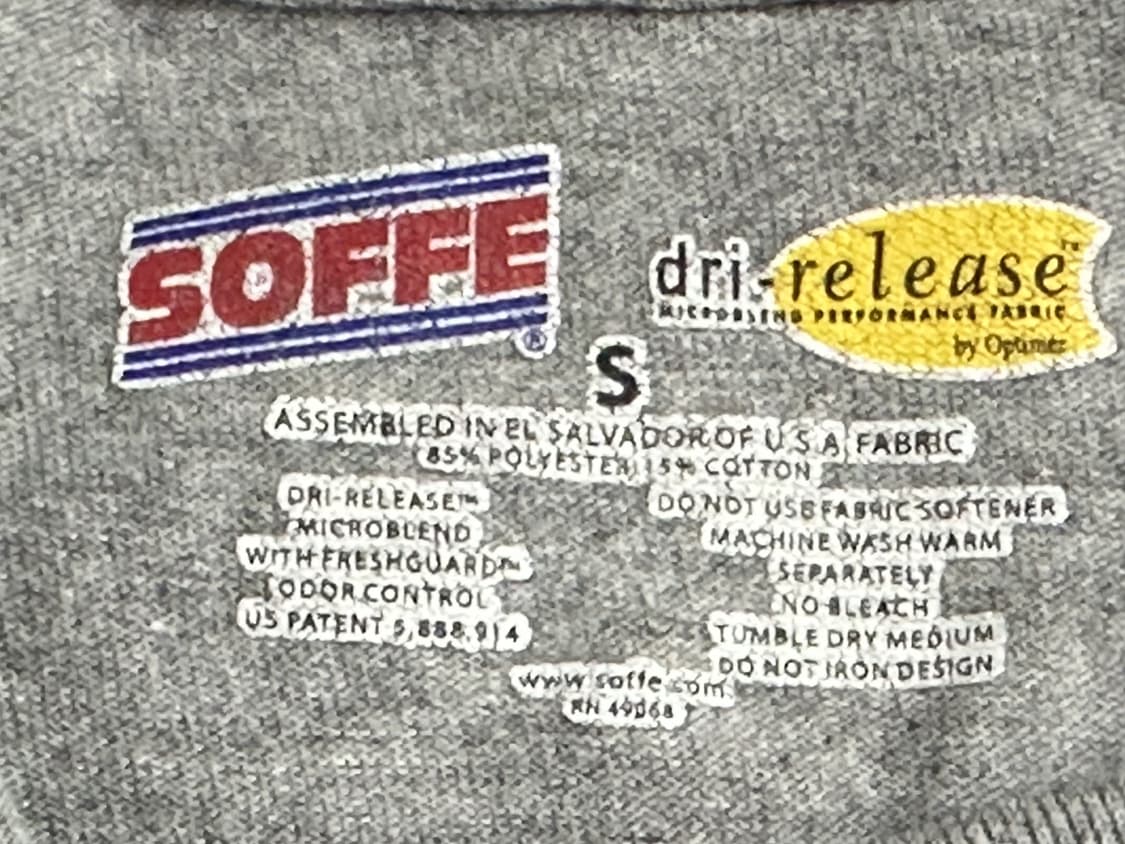 SOFFE
®
dri-release™
MICROBLEND PERFORMANCE FABRIC
by Optimer
S
ASSEMBLED IN EL SALVADOR OF U S A FABRIC
85% POLYESTER 15% COTTON
DRI-RELEASE™
MICROBLEND
WITH FRESHGUARD™
ODOR CONTROL
US PATENT 5,888,914
DO NOT USE FABRIC SOFTENER
MACHINE WASH WARM
SEPARATELY
NO BLEACH
TUMBLE DRY MEDIUM
DO NOT IRON DESIGN
www.soffe.com
RN 49068